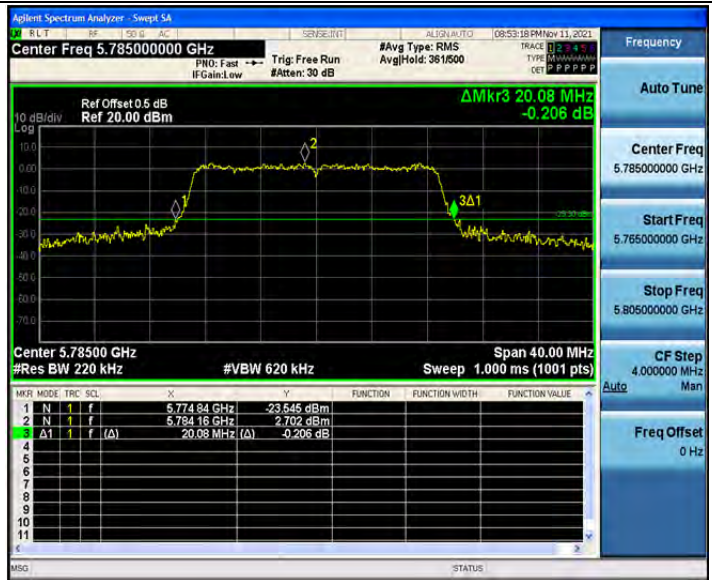 Agilent Spectrum Analyzer - Swept SA
RL T RF 50 Ω AC SENSE:INT ALIGN AUTO 08:53:18 PM Nov 11, 2021
Center Freq 5.785000000 GHz
PNO: Fast
IFGain:Low
Trig: Free Run
#Atten: 30 dB
#Avg Type: RMS
Avg|Hold: 361/500
TRACE 1 2 3 4 5 6
TYPE M
DET P P P P P P
Frequency
Auto Tune
Center Freq
5.785000000 GHz
Start Freq
5.765000000 GHz
Stop Freq
5.805000000 GHz
CF Step
4.000000 MHz
Auto Man
Freq Offset
0 Hz
ΔMkr3 20.08 MHz
-0.206 dB
Ref Offset 0.5 dB
10 dB/div Ref 20.00 dBm
Log
10.0
0.00
-10.0
-20.0
-30.0
-40.0
-50.0
-60.0
-70.0
1
2
3Δ1
Center 5.78500 GHz Span 40.00 MHz
#Res BW 220 kHz #VBW 620 kHz Sweep 1.000 ms (1001 pts)
MKR MODE TRC SCL X Y FUNCTION FUNCTION WIDTH FUNCTION VALUE
1 N 1 f 5.774 84 GHz -23.545 dBm
2 N 1 f 5.784 16 GHz 2.702 dBm
3 Δ1 1 f (Δ) 20.08 MHz (Δ) -0.206 dB
4
5
6
7
8
9
10
11
MSG STATUS